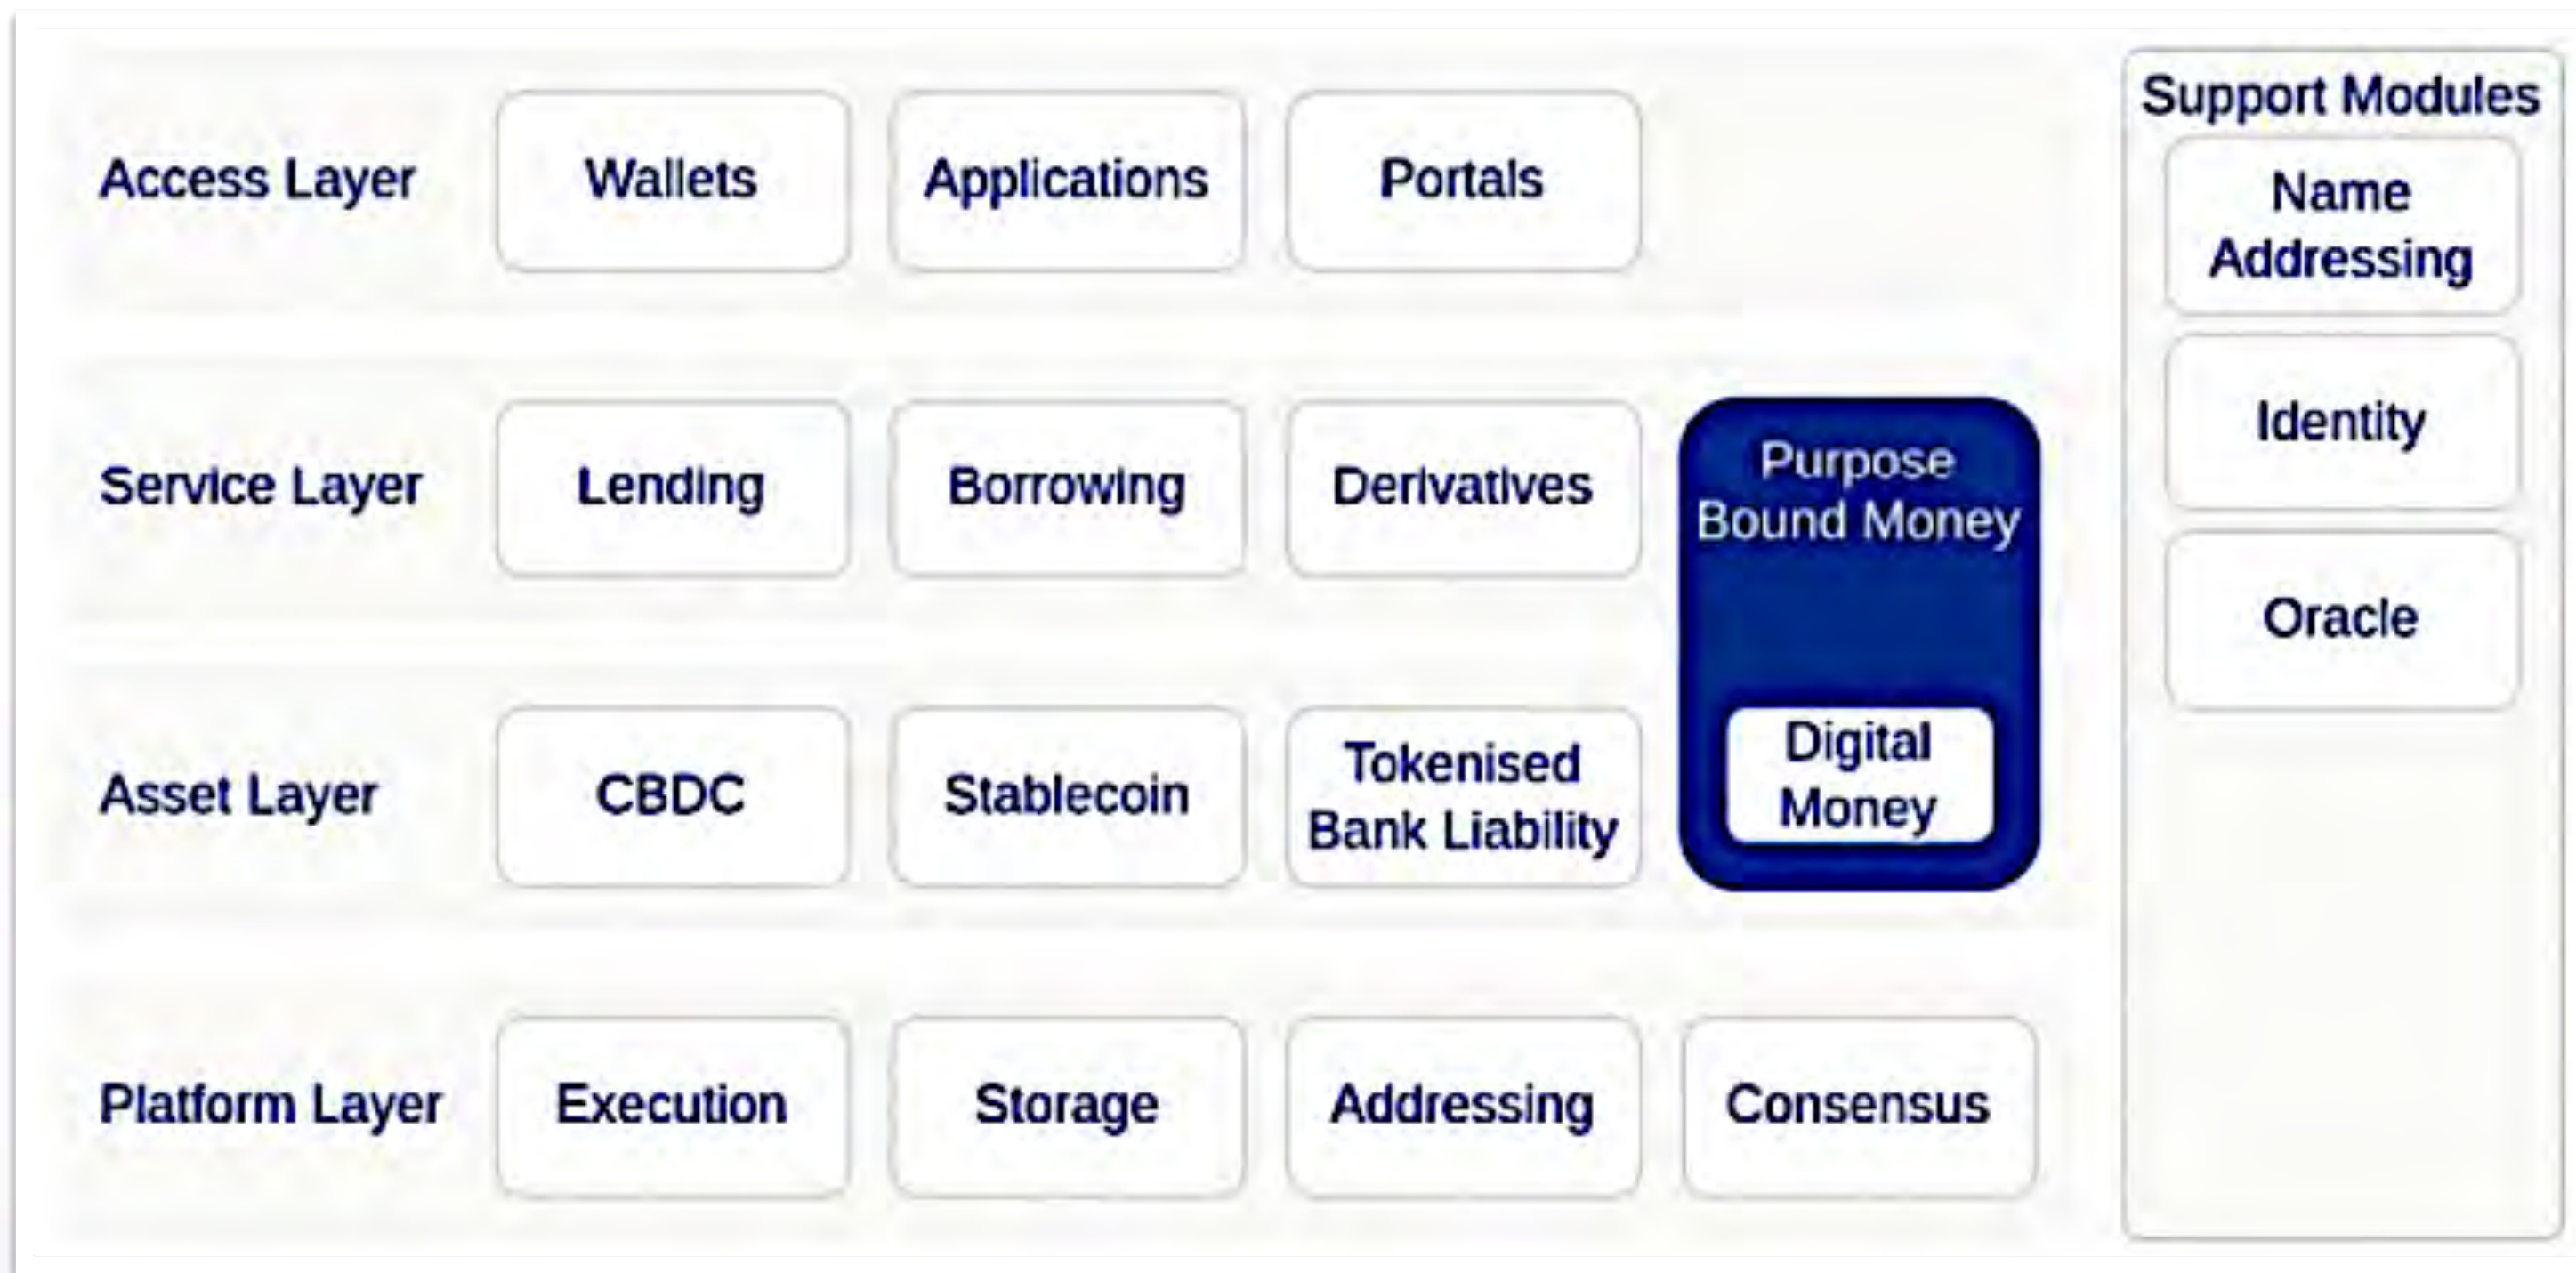 Access Layer
Wallets
Applications
Portals
Service Layer
Lending
Borrowing
Derivatives
Purpose
Bound Money
Asset Layer
CBDC
Stablecoin
Tokenised
Bank Liability
Digital
Money
Platform Layer
Execution
Storage
Addressing
Consensus
Support Modules
Name
Addressing
Identity
Oracle